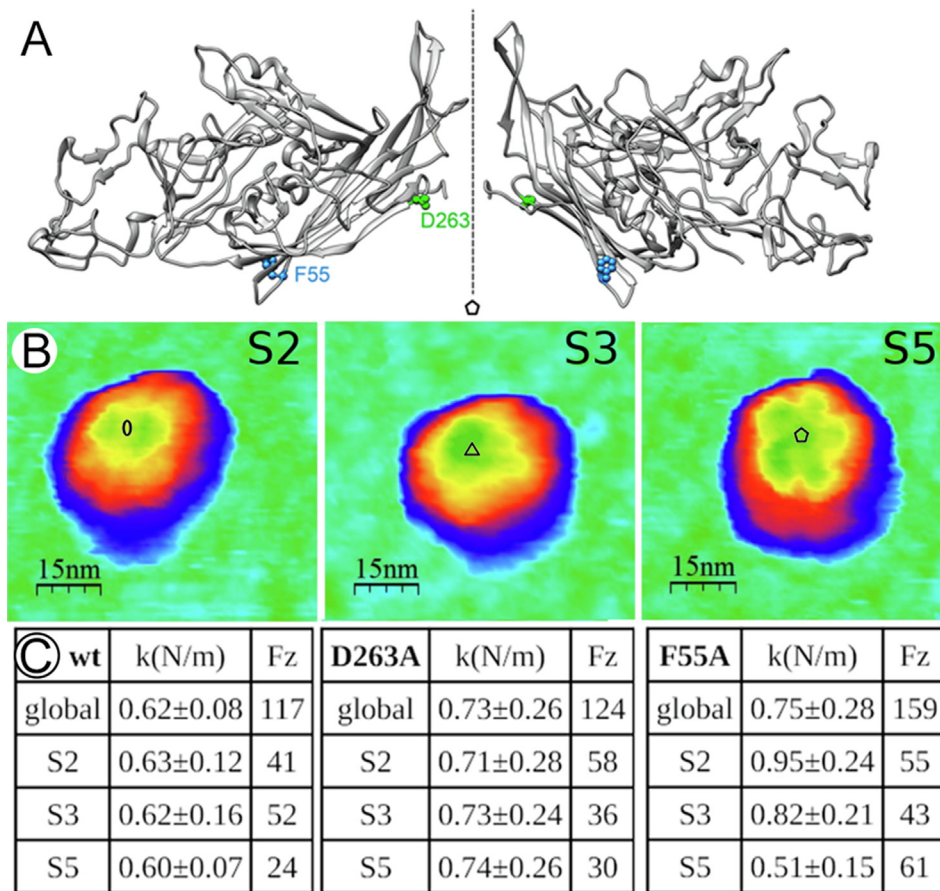 A
D263
F55
B S2 S3 S5
15nm 15nm 15nm
C wt k(N/m) Fz D263A k(N/m) Fz F55A k(N/m) Fz
global 0.62±0.08 117 global 0.73±0.26 124 global 0.75±0.28 159
S2 0.63±0.12 41 S2 0.71±0.28 58 S2 0.95±0.24 55
S3 0.62±0.16 52 S3 0.73±0.24 36 S3 0.82±0.21 43
S5 0.60±0.07 24 S5 0.74±0.26 30 S5 0.51±0.15 61